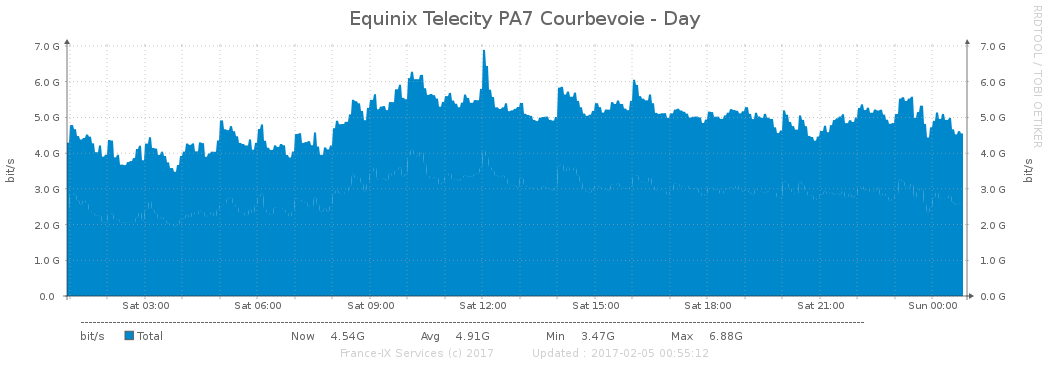 Equinix Telecity PA7 Courbevoie - Day
RRDTOOL / TOBI OETIKER
7.0 G 7.0 G
6.0 G 6.0 G
5.0 G 5.0 G
4.0 G 4.0 G
3.0 G 3.0 G
2.0 G 2.0 G
1.0 G 1.0 G
0.0 0.0 G
bit/s
bit/s
Sat 03:00 Sat 06:00 Sat 09:00 Sat 12:00 Sat 15:00 Sat 18:00 Sat 21:00 Sun 00:00
bit/s Total Now 4.54G Avg 4.91G Min 3.47G Max 6.88G
France-IX Services (c) 2017 Updated : 2017-02-05 00:55:12